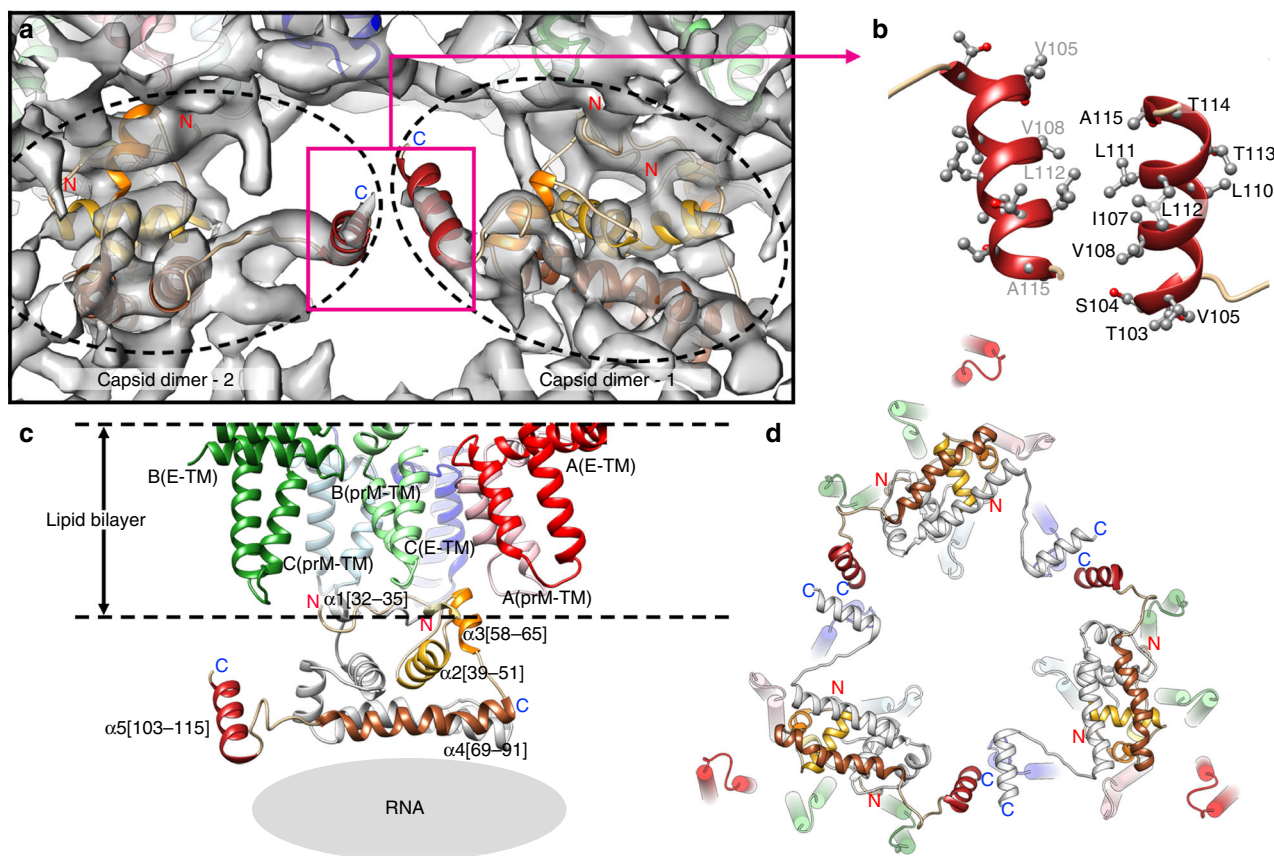 a
N
N
C
C
N
N
Capsid dimer - 2
Capsid dimer - 1
b
V105
V108
L112
A115
A115
T114
L111
T113
L110
I107
L112
V108
S104
V105
T103
c
Lipid bilayer
B(E-TM)
B(prM-TM)
A(E-TM)
C(prM-TM)
C(E-TM)
A(prM-TM)
N
α1[32–35]
N
α3[58–65]
α2[39–51]
C
C
α5[103–115]
α4[69–91]
RNA
d
N
N
C
C
C
C
N
N
N
N
C
C